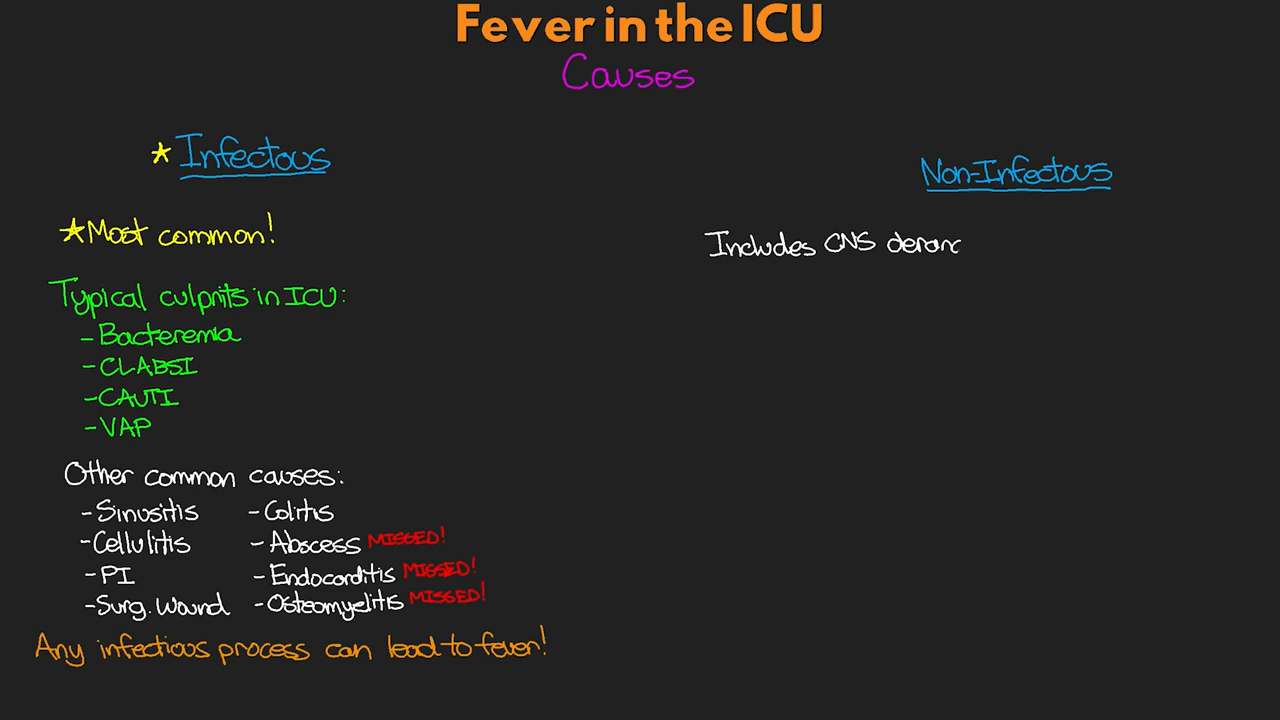 Fever in the ICU
Causes
★ Infectous
★ Most common!
Typical culprits in ICU:
- Bacteremia
- CLABSI
- CAUTI
- VAP
Other common causes:
- Sinusitis
- Cellulitis
- PI
- Surg. Wound
- Colitis
- Abscess MISSED!
- Endocarditis MISSED!
- Osteomyelitis MISSED!
Any infectious process can lead to fever!
Non-Infectous
Includes CNS deranc